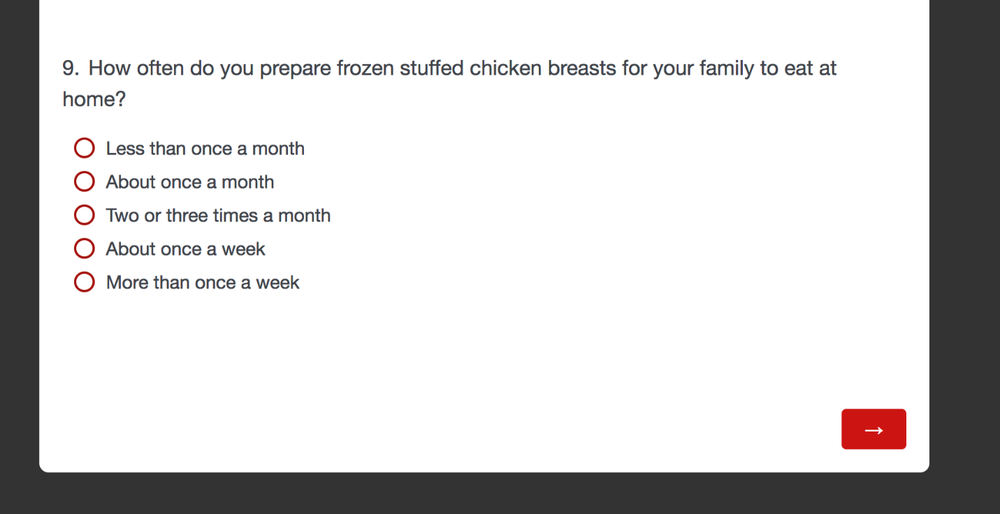 9. How often do you prepare frozen stuffed chicken breasts for your family to eat at
home?
Less than once a month
About once a month
Two or three times a month
About once a week
More than once a week
→